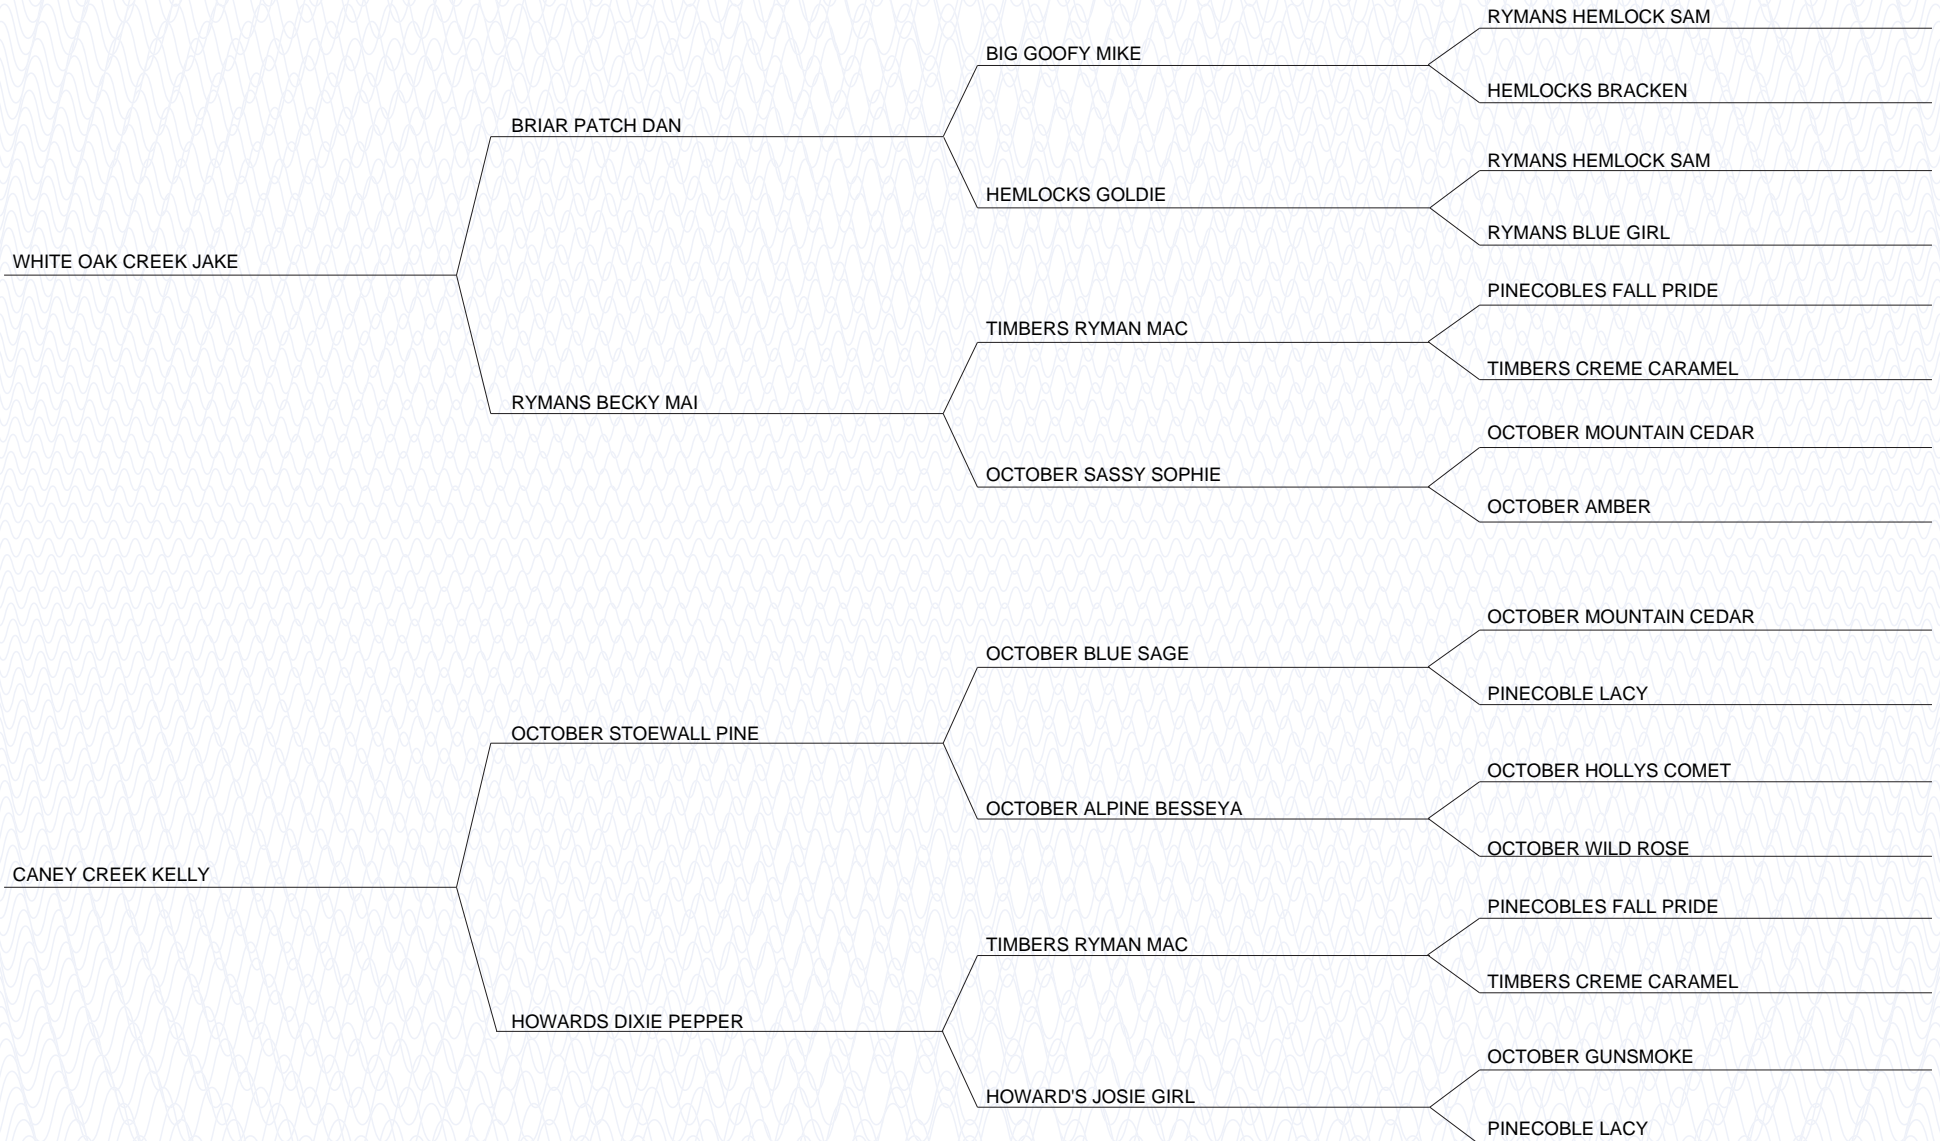 RYMANS HEMLOCK SAM
BIG GOOFY MIKE
HEMLOCKS BRACKEN
BRIAR PATCH DAN
RYMANS HEMLOCK SAM
HEMLOCKS GOLDIE
RYMANS BLUE GIRL
WHITE OAK CREEK JAKE
PINECOBLES FALL PRIDE
TIMBERS RYMAN MAC
TIMBERS CREME CARAMEL
RYMANS BECKY MAI
OCTOBER MOUNTAIN CEDAR
OCTOBER SASSY SOPHIE
OCTOBER AMBER
OCTOBER MOUNTAIN CEDAR
OCTOBER BLUE SAGE
PINECOBLE LACY
OCTOBER STOEWALL PINE
OCTOBER HOLLYS COMET
OCTOBER ALPINE BESSEYA
OCTOBER WILD ROSE
CANEY CREEK KELLY
PINECOBLES FALL PRIDE
TIMBERS RYMAN MAC
TIMBERS CREME CARAMEL
HOWARDS DIXIE PEPPER
OCTOBER GUNSMOKE
HOWARD'S JOSIE GIRL
PINECOBLE LACY